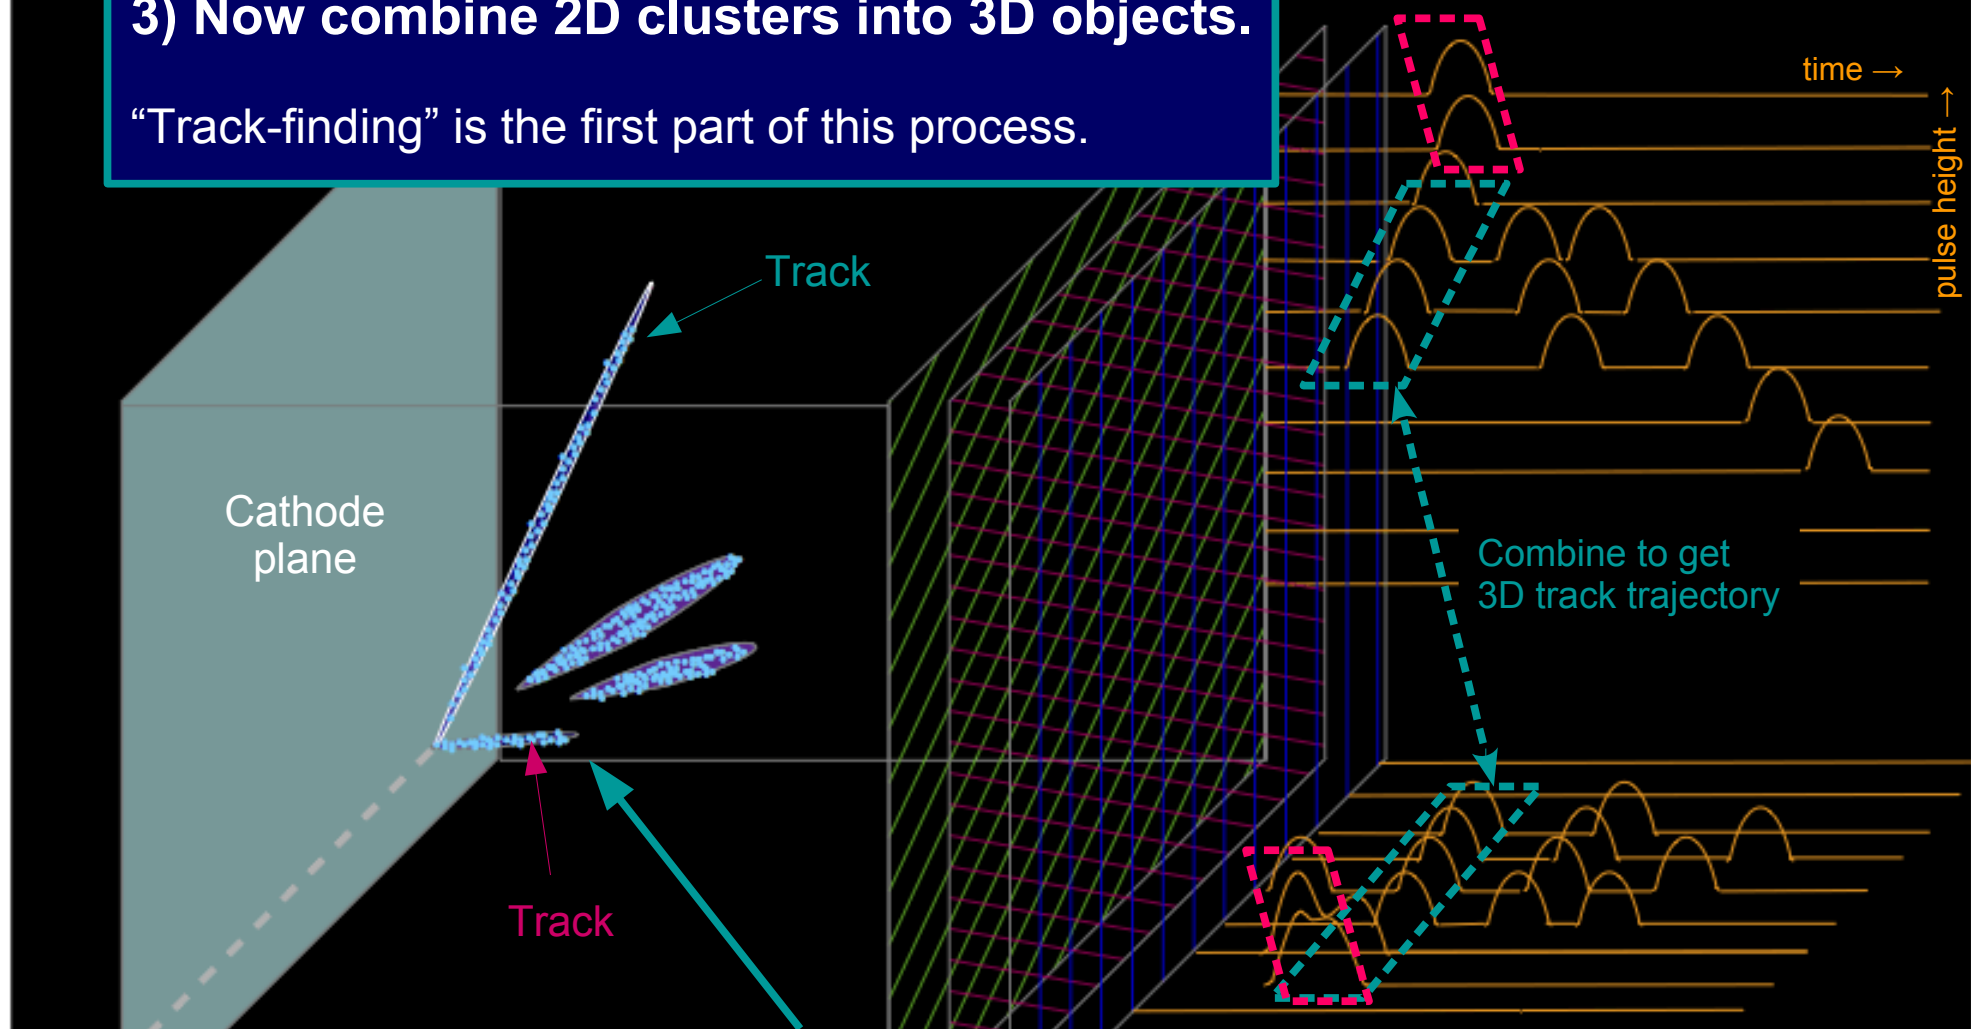 3) Now combine 2D clusters into 3D objects.
“Track-finding” is the first part of this process.
time →
pulse height →
Track
Cathode
plane
Combine to get
3D track trajectory
Track